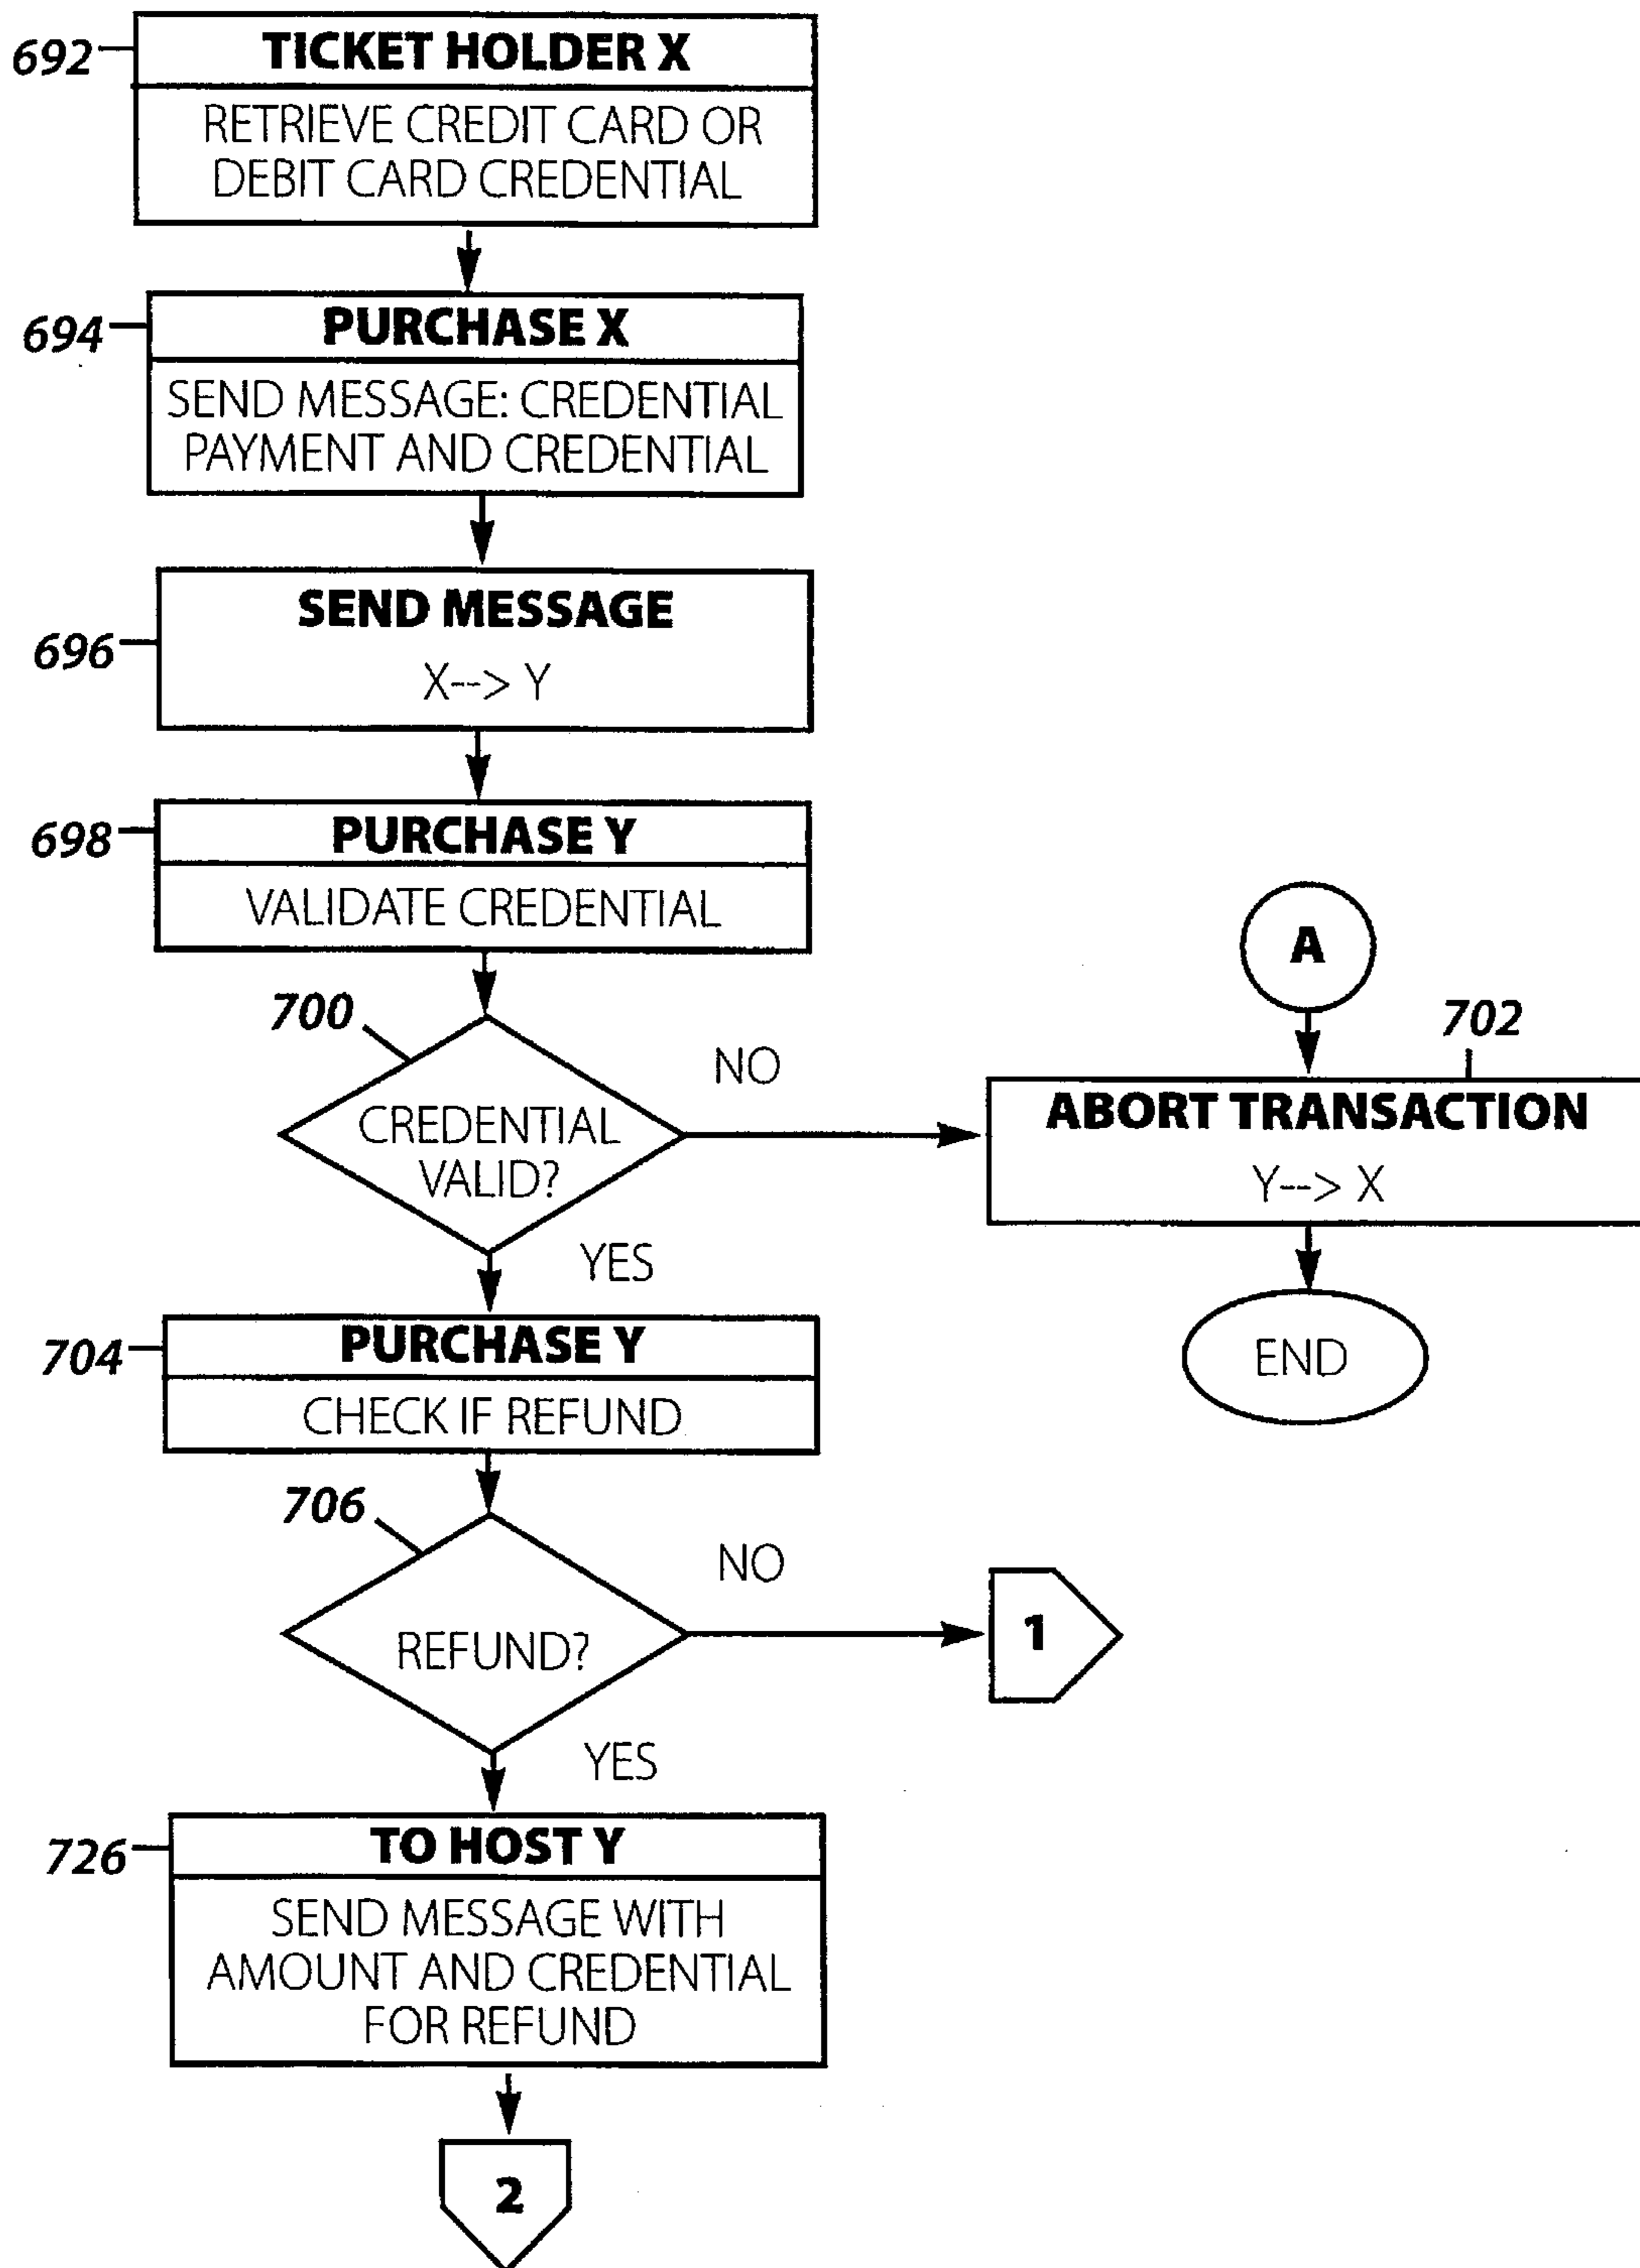 692
TICKET HOLDER X
RETRIEVE CREDIT CARD OR
DEBIT CARD CREDENTIAL
694
PURCHASE X
SEND MESSAGE: CREDENTIAL
PAYMENT AND CREDENTIAL
SEND MESSAGE
696
X--> Y
698
PURCHASE Y
VALIDATE CREDENTIAL
A
700
702
NO
CREDENTIAL
VALID?
ABORT TRANSACTION
Y--> X
YES
END
704
PURCHASE Y
CHECK IF REFUND
706
NO
REFUND?
1
YES
726
TO HOST Y
SEND MESSAGE WITH
AMOUNT AND CREDENTIAL
FOR REFUND
2